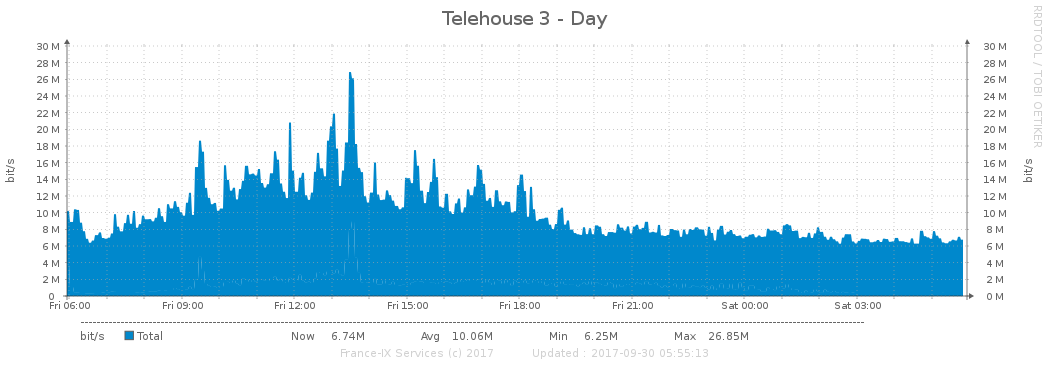 Telehouse 3 - Day
RRDTOOL / TOBI OETIKER
bit/s
30 M 30 M
28 M 28 M
26 M 26 M
24 M 24 M
22 M 22 M
20 M 20 M
18 M 18 M
16 M 16 M
14 M 14 M
12 M 12 M
10 M 10 M
8 M 8 M
6 M 6 M
4 M 4 M
2 M 2 M
0 0 M
bit/s
Fri 06:00 Fri 09:00 Fri 12:00 Fri 15:00 Fri 18:00 Fri 21:00 Sat 00:00 Sat 03:00
bit/s Total Now 6.74M Avg 10.06M Min 6.25M Max 26.85M
France-IX Services (c) 2017 Updated : 2017-09-30 05:55:13